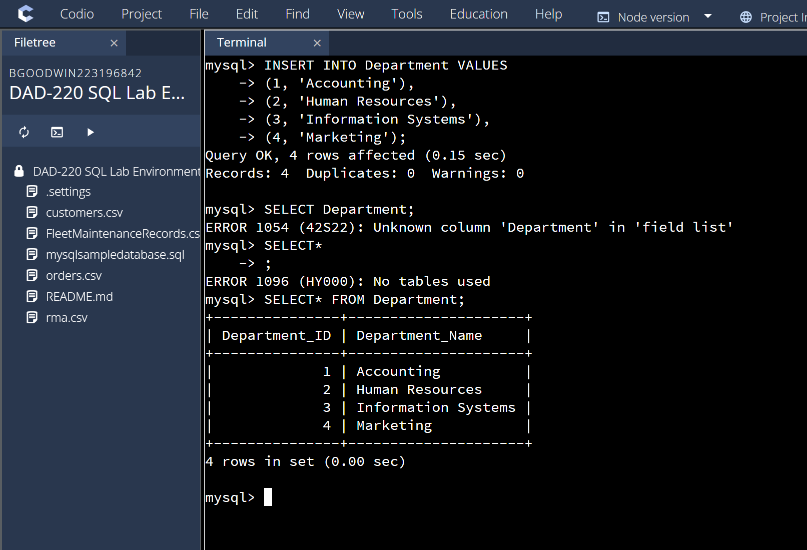 Codio Project File Edit Find View Tools Education Help Node version Project In
Filetree ×
BGOODWIN223196842
DAD-220 SQL Lab E...
DAD-220 SQL Lab Environment
.settings
customers.csv
FleetMaintenanceRecords.cs
mysqlsampledatabase.sql
orders.csv
README.md
rma.csv
Terminal ×
mysql> INSERT INTO Department VALUES
    -> (1, 'Accounting'),
    -> (2, 'Human Resources'),
    -> (3, 'Information Systems'),
    -> (4, 'Marketing');
Query OK, 4 rows affected (0.15 sec)
Records: 4  Duplicates: 0  Warnings: 0
mysql> SELECT Department;
ERROR 1054 (42S22): Unknown column 'Department' in 'field list'
mysql> SELECT*
    -> ;
ERROR 1096 (HY000): No tables used
mysql> SELECT* FROM Department;
+---------------+---------------------+
| Department_ID | Department_Name     |
+---------------+---------------------+
|             1 | Accounting          |
|             2 | Human Resources     |
|             3 | Information Systems |
|             4 | Marketing           |
+---------------+---------------------+
4 rows in set (0.00 sec)
mysql>